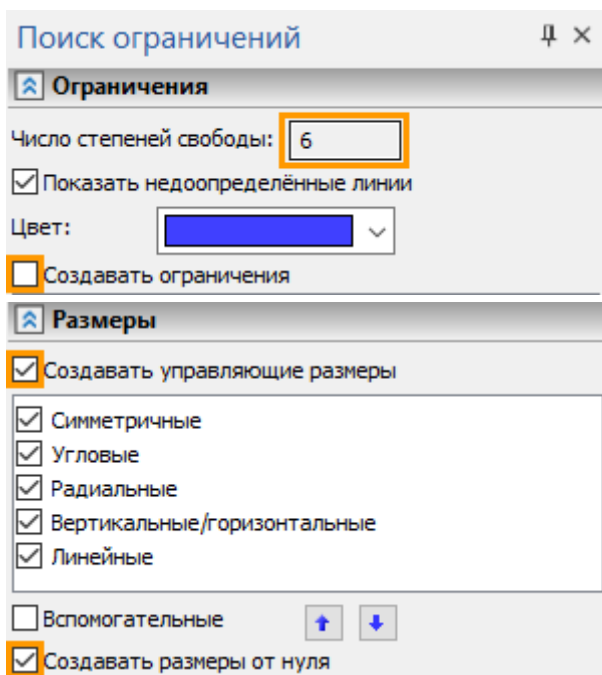 Поиск ограничений
Ограничения
Число степеней свободы: 6
Показать недоопределённые линии
Цвет:
Создавать ограничения
Размеры
Создавать управляющие размеры
Симметричные
Угловые
Радиальные
Вертикальные/горизонтальные
Линейные
Вспомогательные
Создавать размеры от нуля